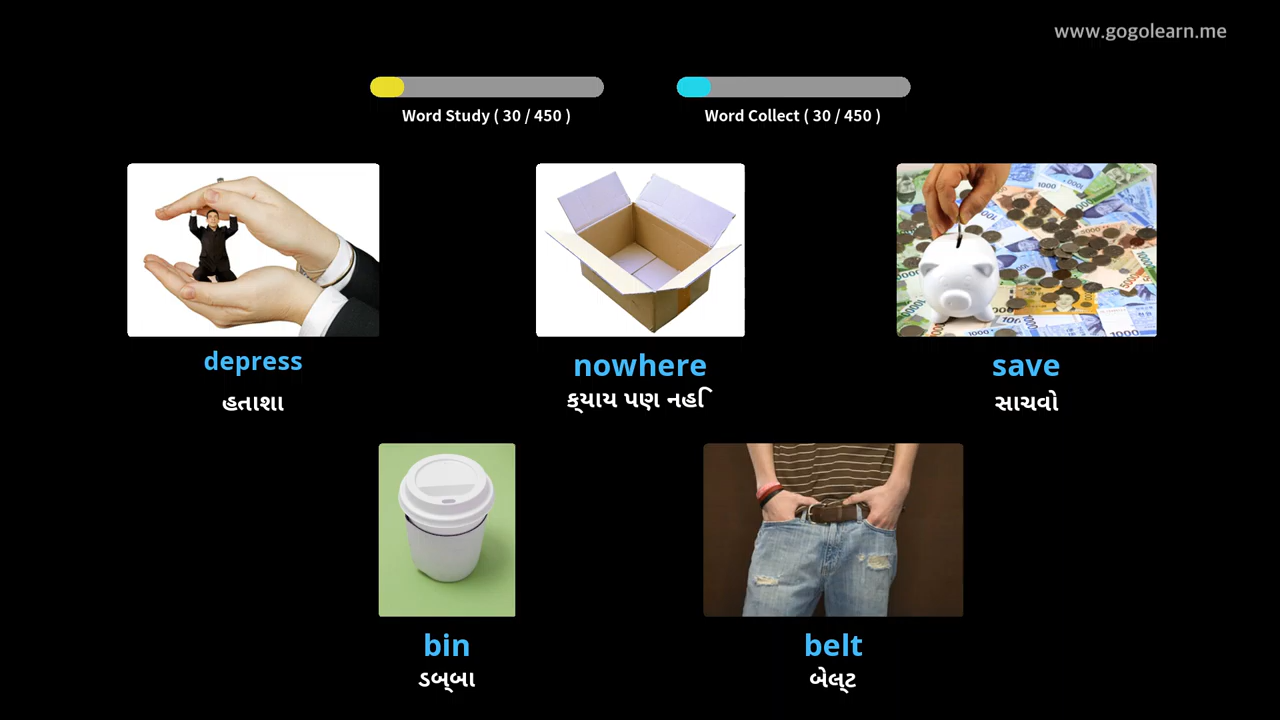 www.gogolearn.me
Word Study ( 30 / 450 )
Word Collect ( 30 / 450 )
depress
હતાશા
nowhere
ક્યાય પણ નહિ
save
સાચવો
bin
ડબ્બા
belt
બેલ્ટ